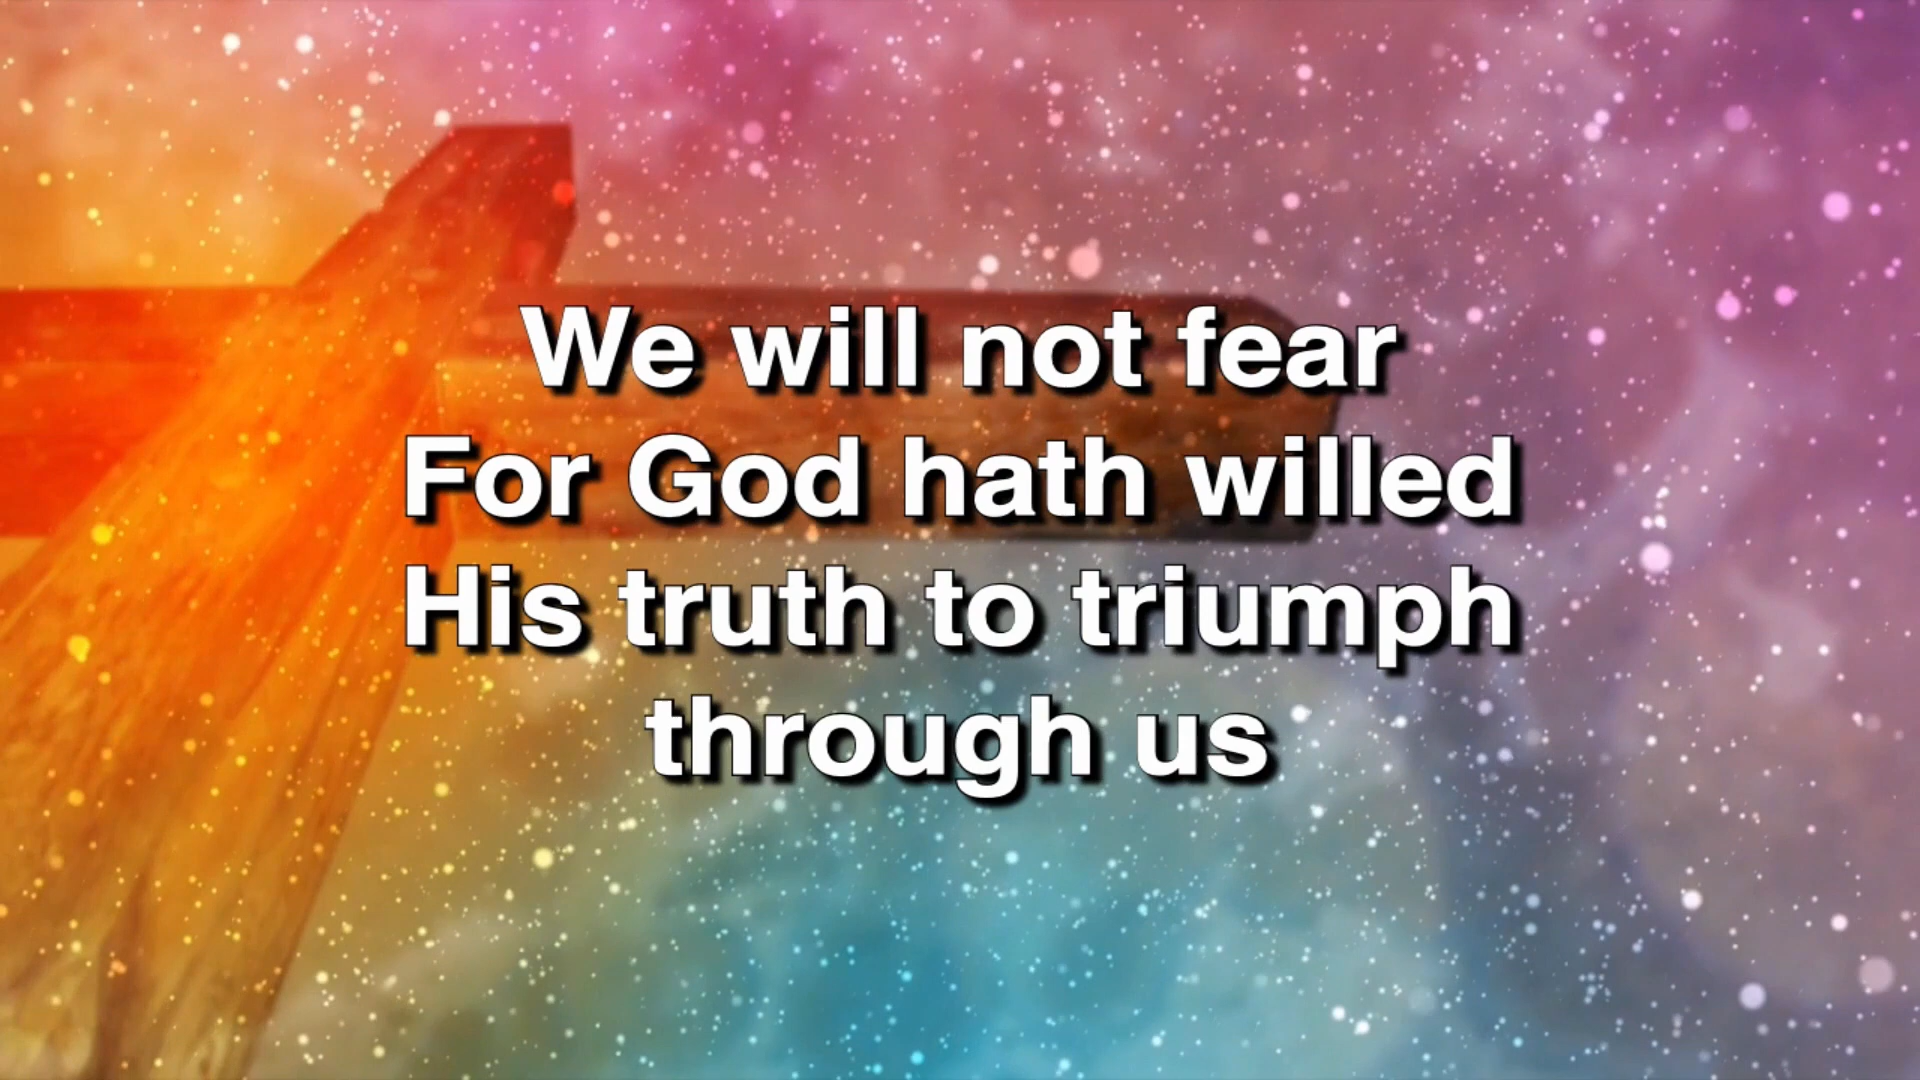 We will not fear
For God hath willed
His truth to triumph
through us